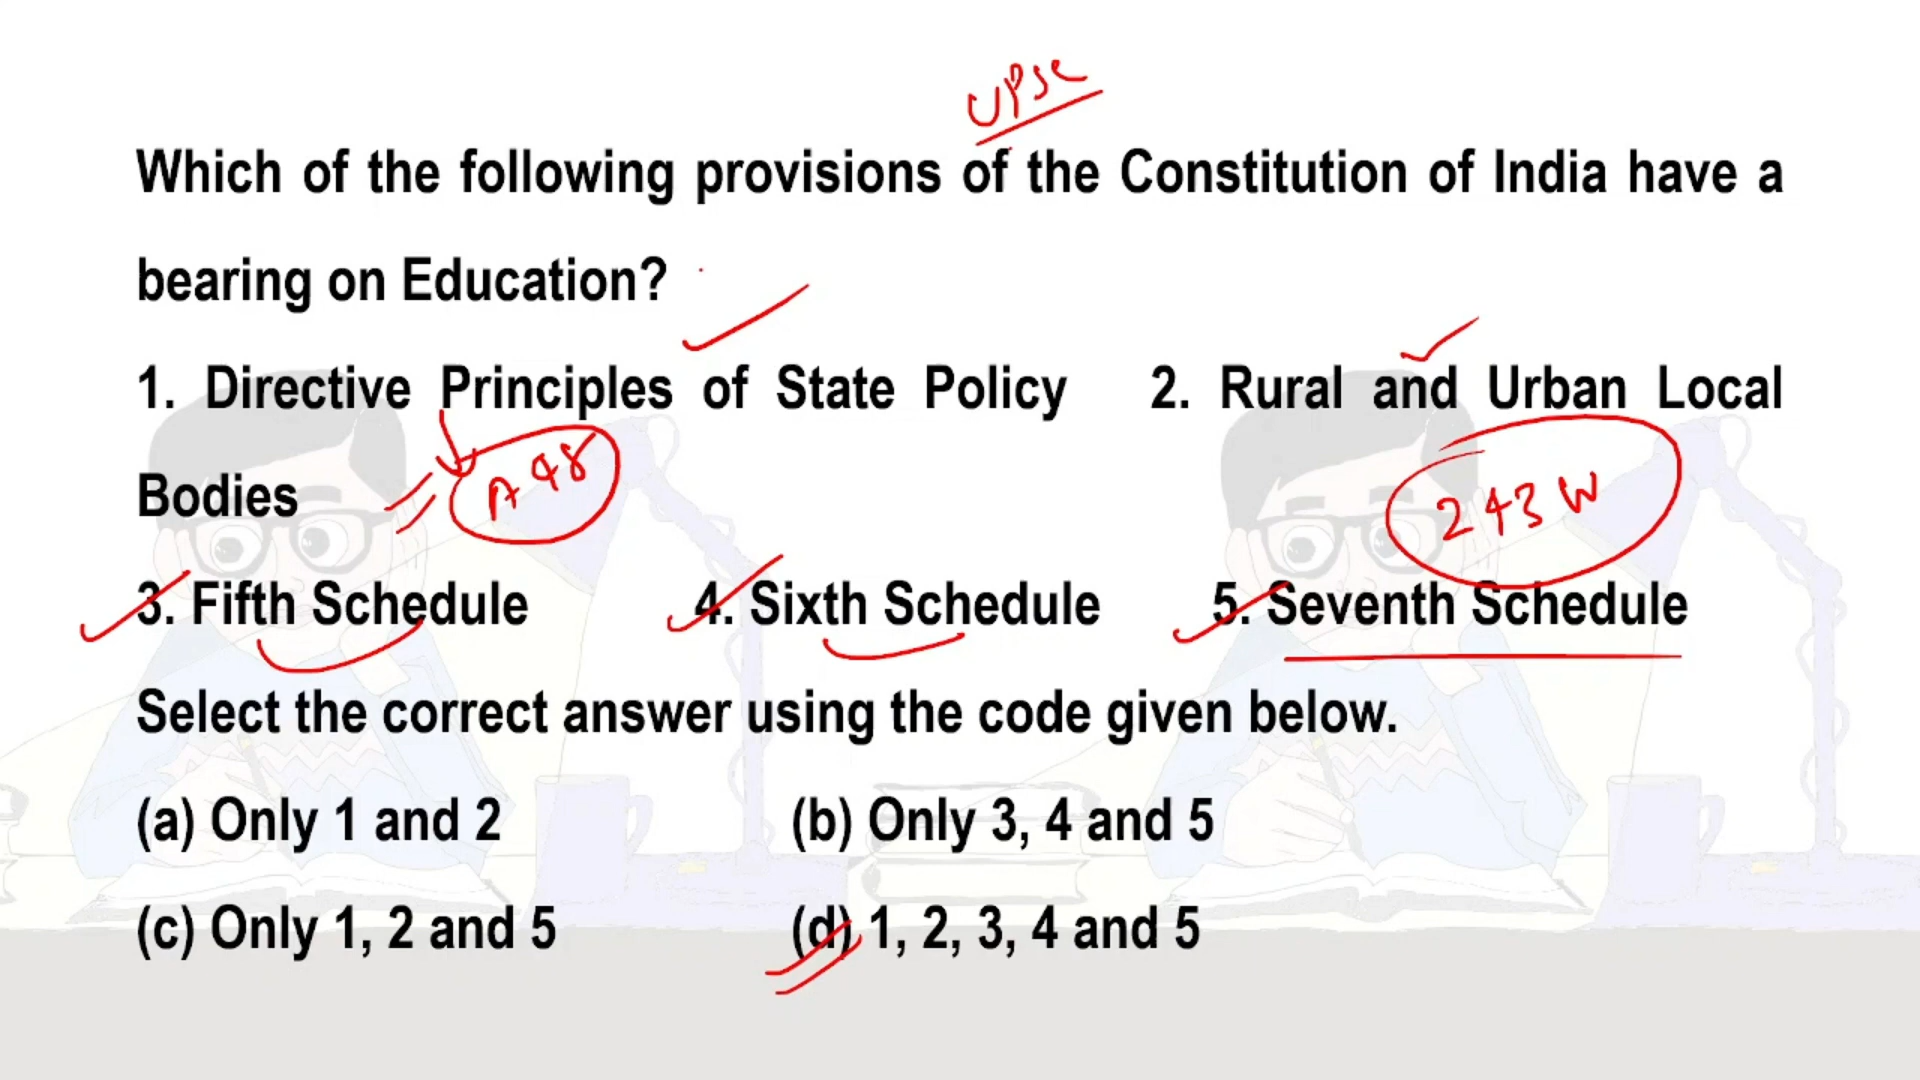 UPSC
Which of the following provisions of the Constitution of India have a
bearing on Education?
1. Directive Principles of State Policy 2. Rural and Urban Local
Bodies
A 48
243 W
3. Fifth Schedule 4. Sixth Schedule 5. Seventh Schedule
Select the correct answer using the code given below.
(a) Only 1 and 2 (b) Only 3, 4 and 5
(c) Only 1, 2 and 5 (d) 1, 2, 3, 4 and 5